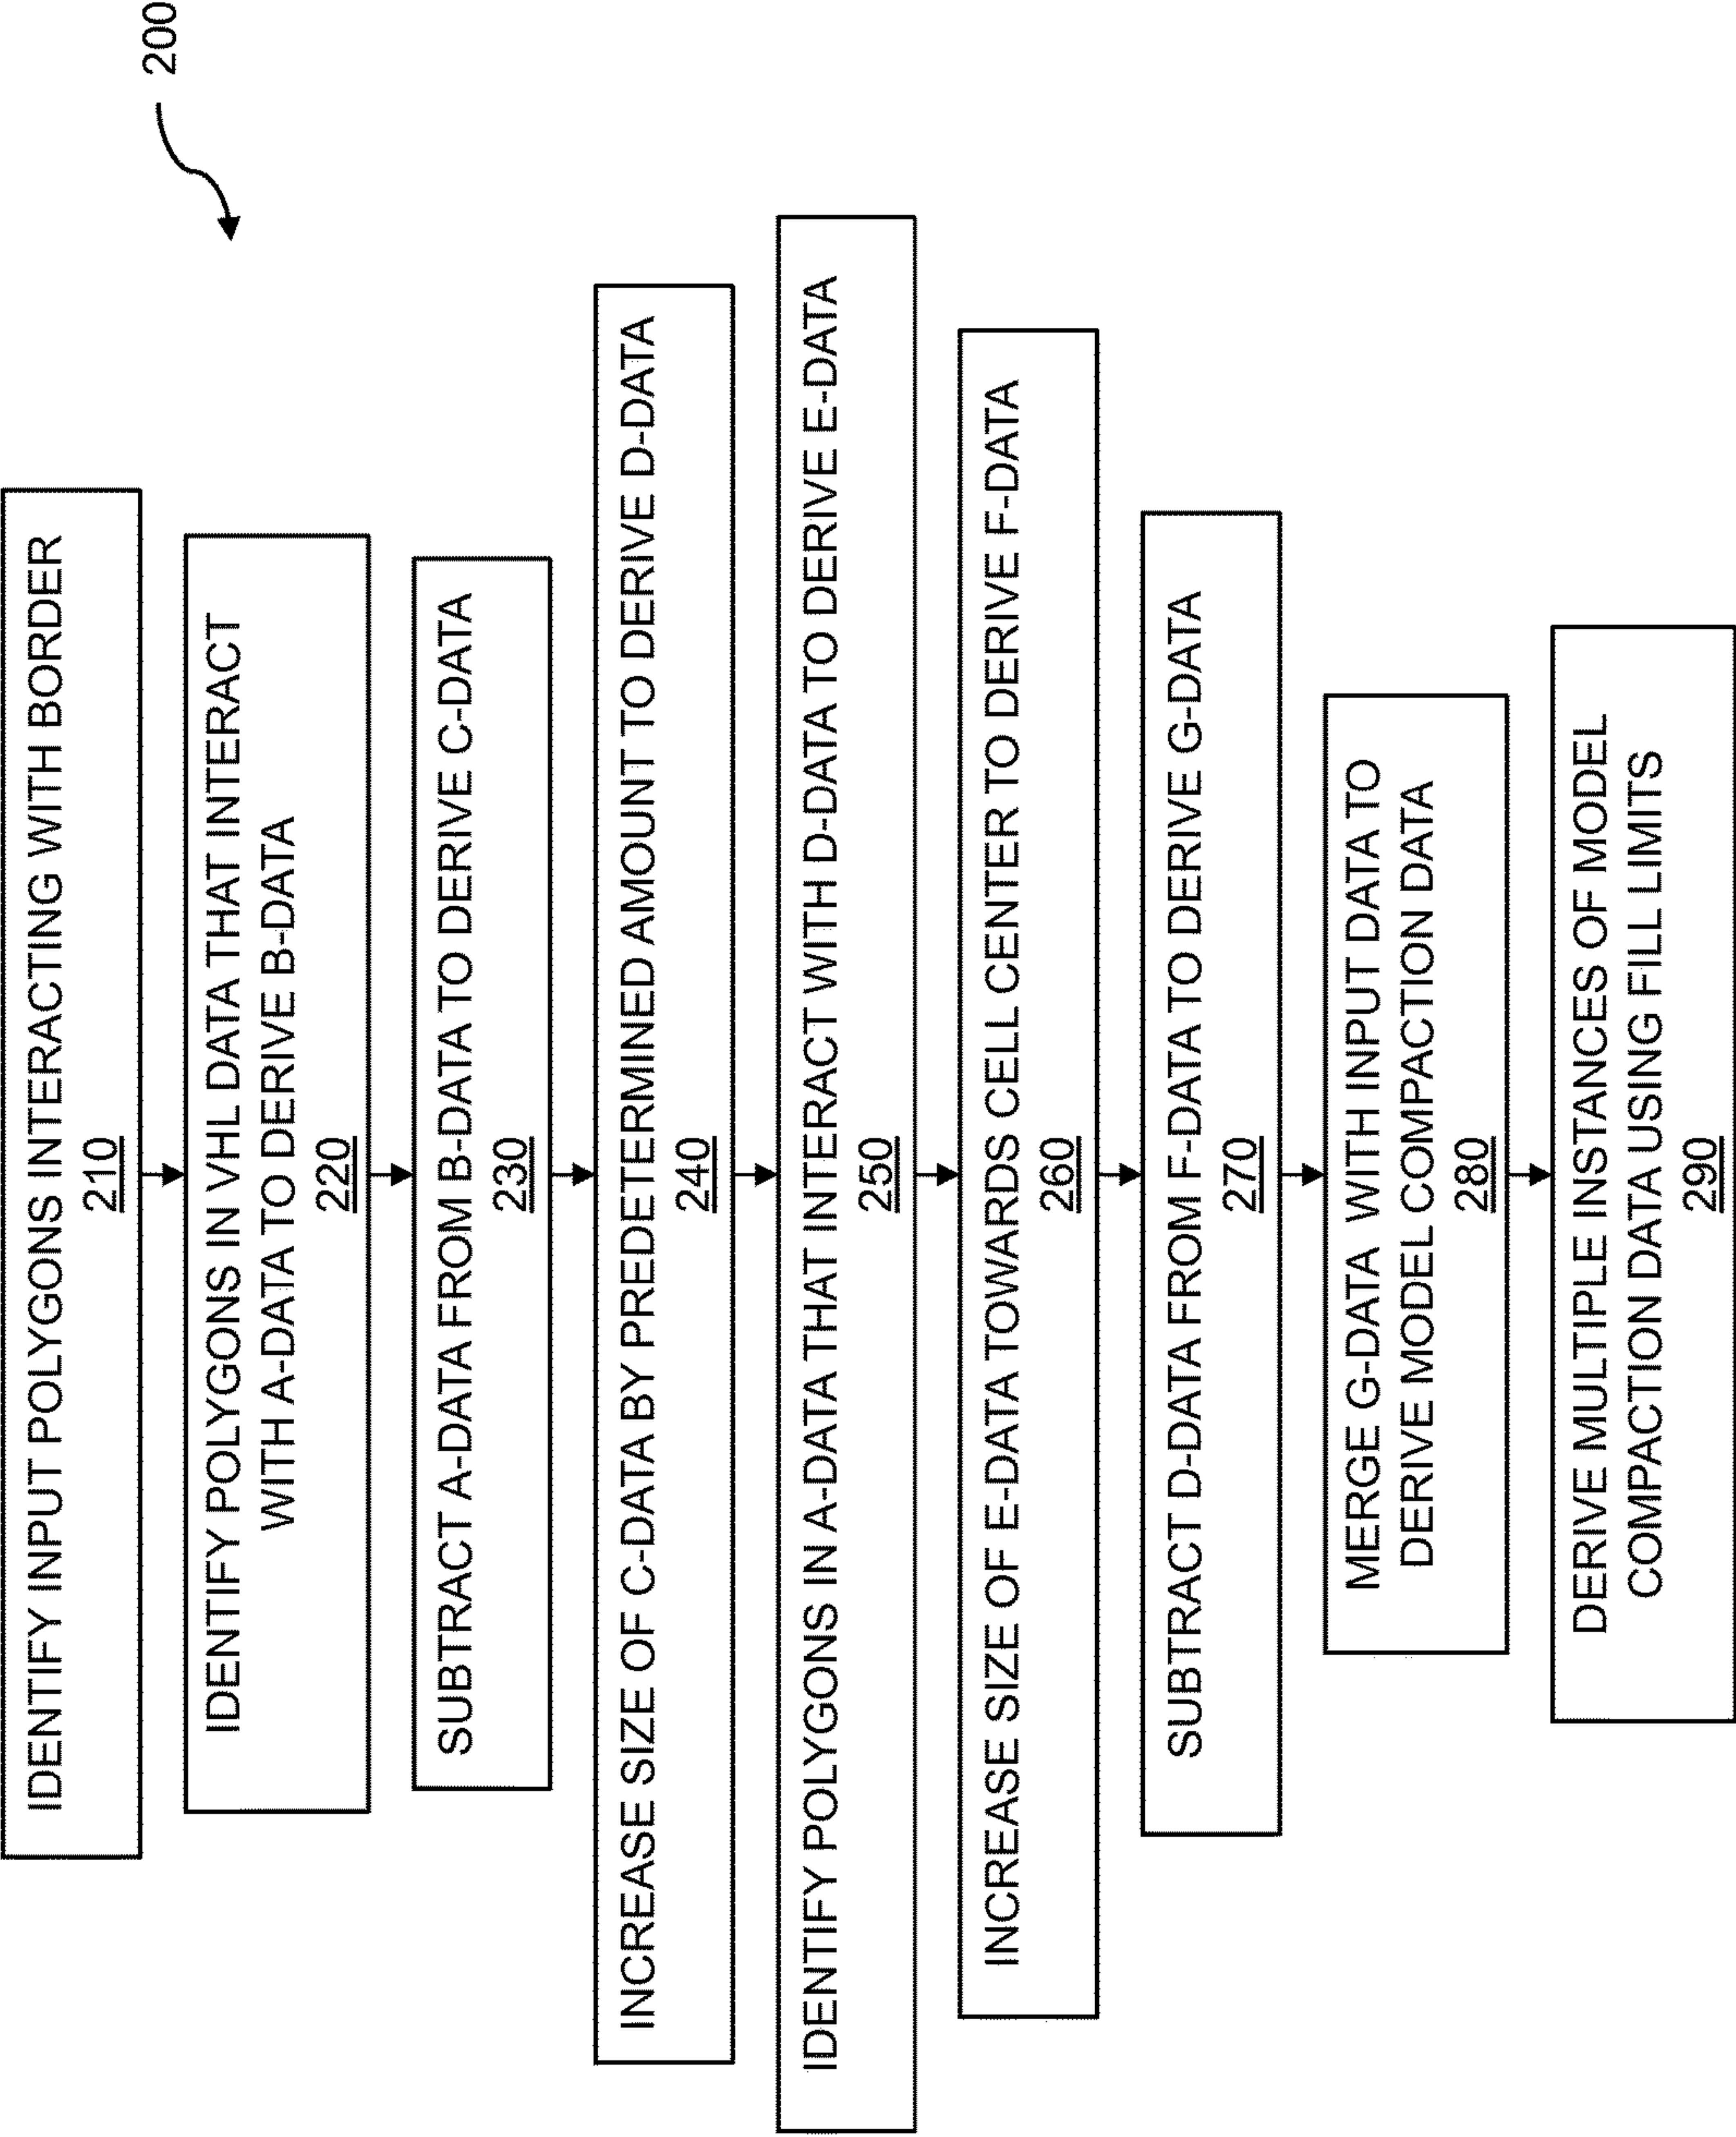 200
IDENTIFY INPUT POLYGONS INTERACTING WITH BORDER
210
IDENTIFY POLYGONS IN VHL DATA THAT INTERACT
WITH A-DATA TO DERIVE B-DATA
220
SUBTRACT A-DATA FROM B-DATA TO DERIVE C-DATA
230
INCREASE SIZE OF C-DATA BY PREDETERMINED AMOUNT TO DERIVE D-DATA
240
IDENTIFY POLYGONS IN A-DATA THAT INTERACT WITH D-DATA TO DERIVE E-DATA
250
INCREASE SIZE OF E-DATA TOWARDS CELL CENTER TO DERIVE F-DATA
260
SUBTRACT D-DATA FROM F-DATA TO DERIVE G-DATA
270
MERGE G-DATA WITH INPUT DATA TO
DERIVE MODEL COMPACTION DATA
280
DERIVE MULTIPLE INSTANCES OF MODEL
COMPACTION DATA USING FILL LIMITS
290